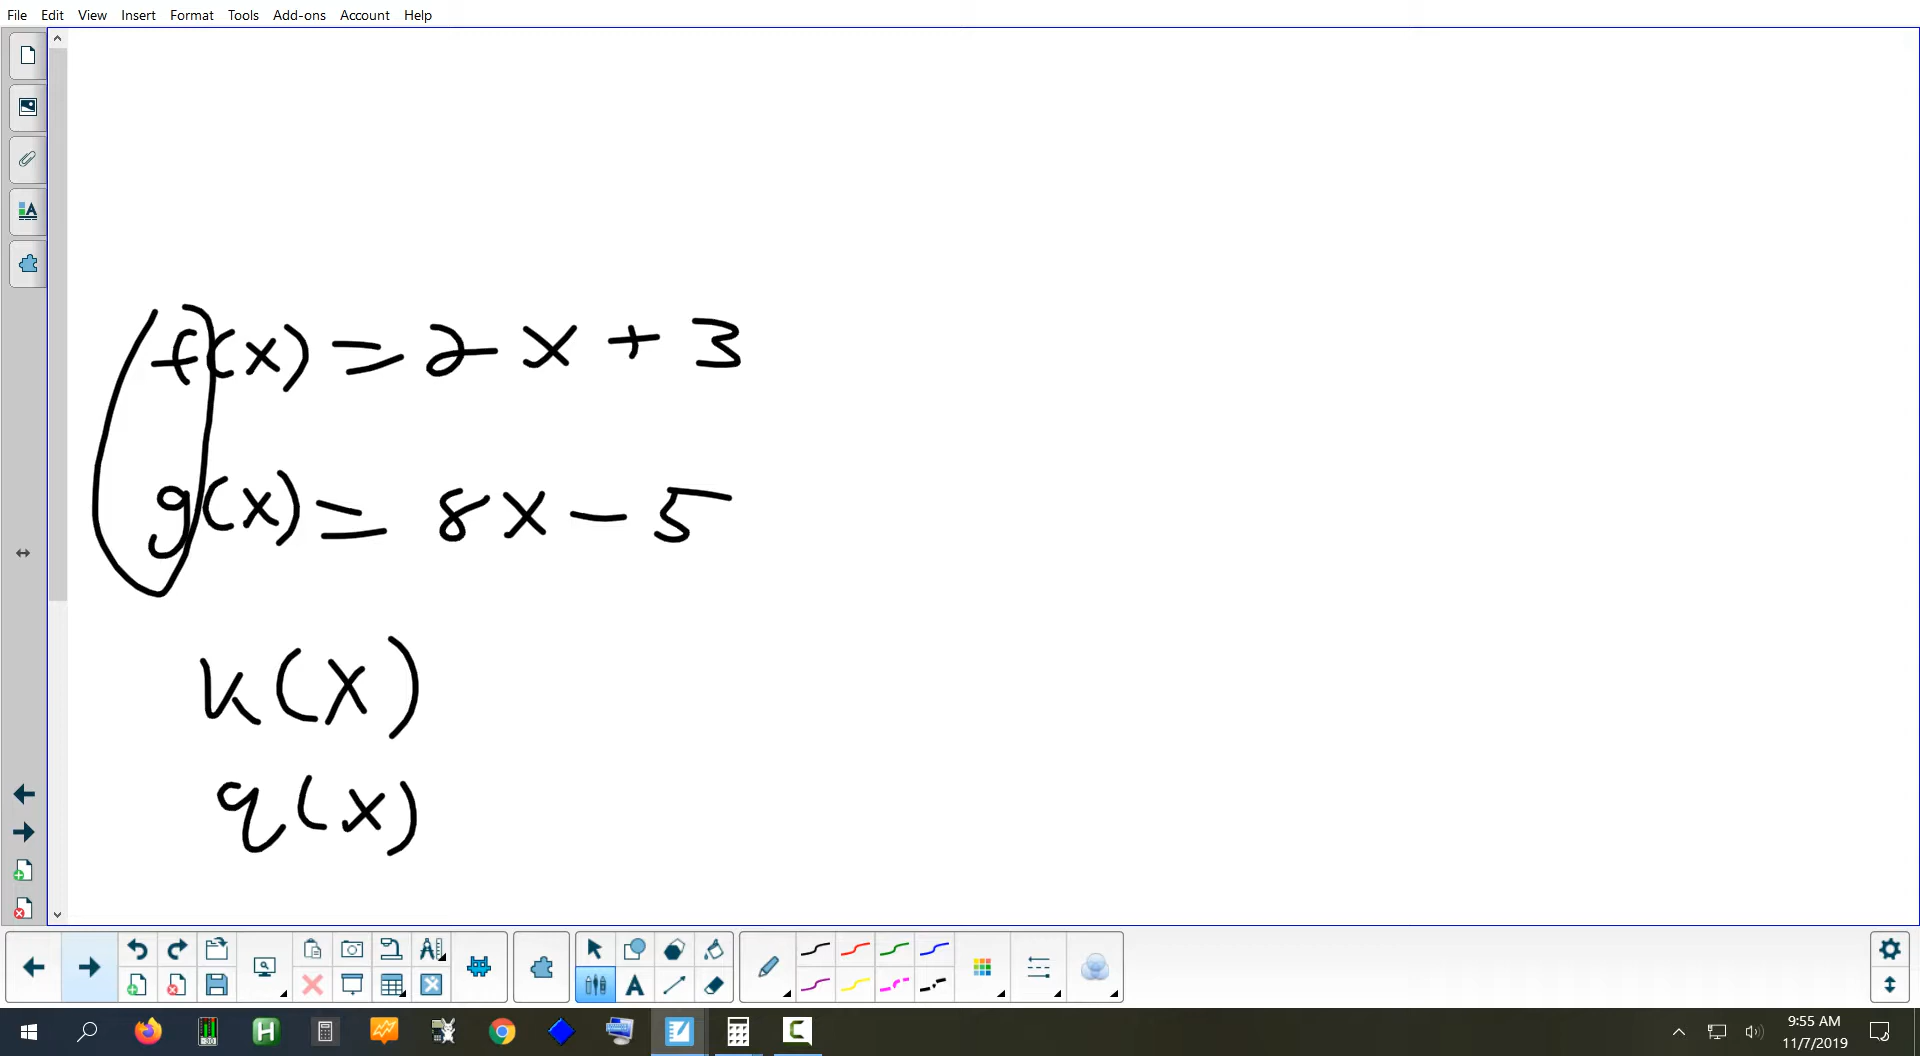 File Edit View Insert Format Tools Add-ons Account Help
f(x) = 2x + 3
g(x) = 8x - 5
k(x)
q(x)
9:55 AM
11/7/2019